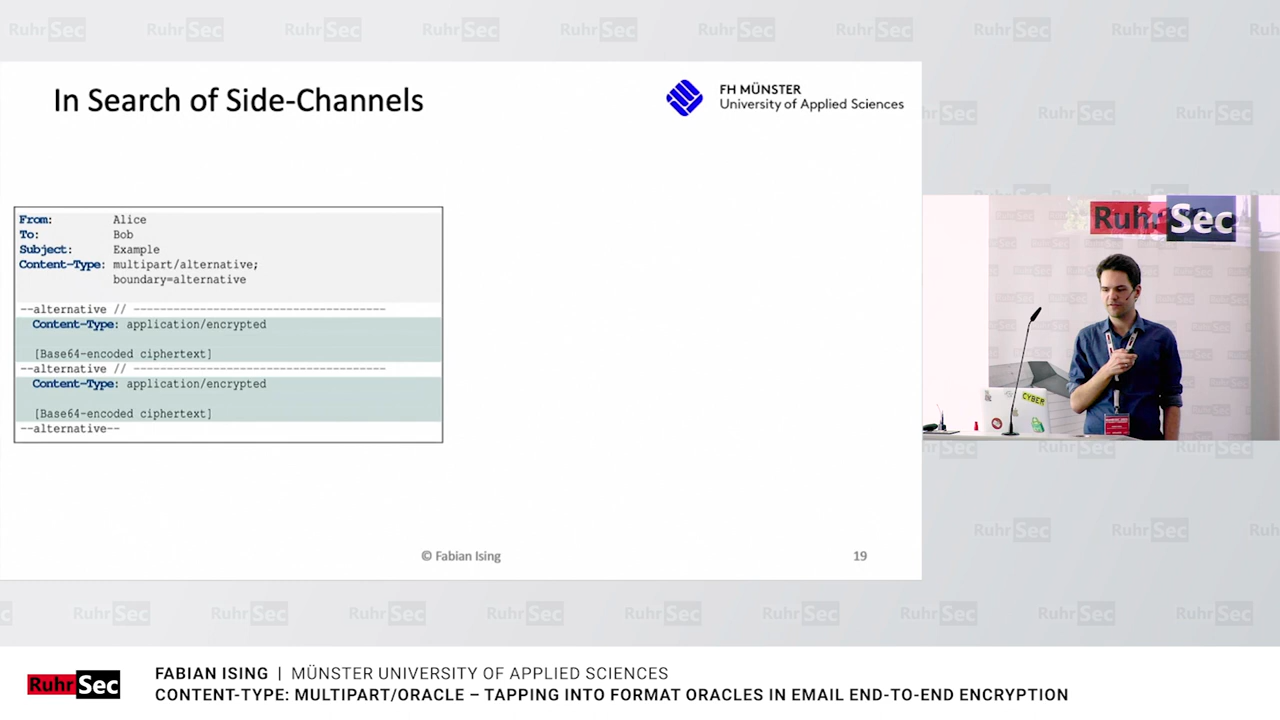 In Search of Side-Channels
FH MÜNSTER
University of Applied Sciences
From: Alice
To: Bob
Subject: Example
Content-Type: multipart/alternative;
boundary=alternative
--alternative // --------------------------------------
Content-Type: application/encrypted
[Base64-encoded ciphertext]
--alternative // --------------------------------------
Content-Type: application/encrypted
[Base64-encoded ciphertext]
--alternative--
© Fabian Ising
19
RuhrSec
CYBER
RuhrSec
FABIAN ISING | MÜNSTER UNIVERSITY OF APPLIED SCIENCES
CONTENT-TYPE: MULTIPART/ORACLE – TAPPING INTO FORMAT ORACLES IN EMAIL END-TO-END ENCRYPTION